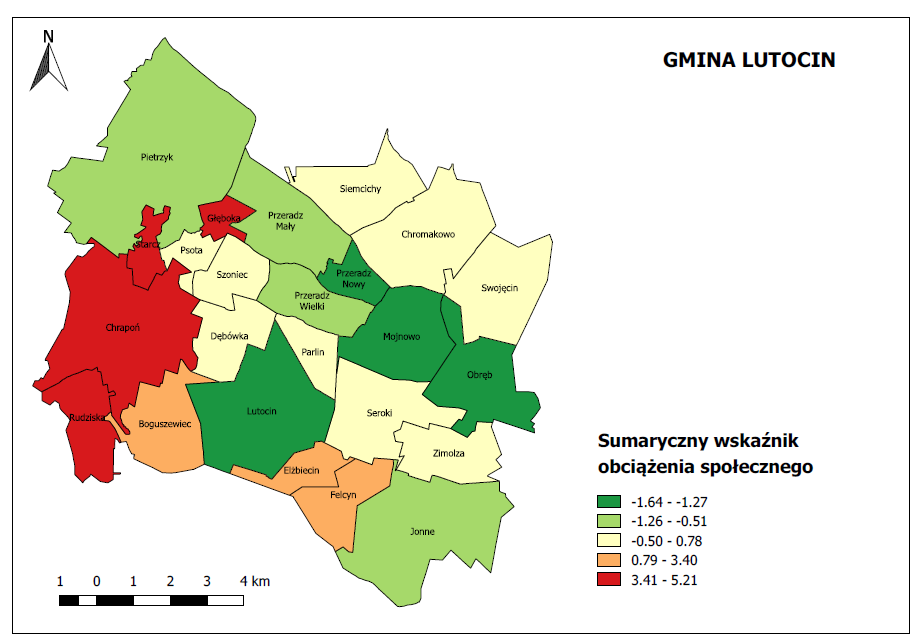 N
GMINA LUTOCIN
Pietrzyk
Siemcichy
Głęboka
Przeradz
Mały
Chromakowo
Starcz
Psota
Szoniec
Przeradz
Nowy
Swojęcin
Przeradz
Wielki
Chrapoń
Dębówka
Mojnowo
Parlin
Obręb
Rudziska
Boguszewiec
Lutocin
Seroki
Zimolza
Elżbiecin
Felcyn
Jonne
Sumaryczny wskaźnik
obciążenia społecznego
-1.64 - -1.27
-1.26 - -0.51
-0.50 - 0.78
0.79 - 3.40
3.41 - 5.21
1 0 1 2 3 4 km